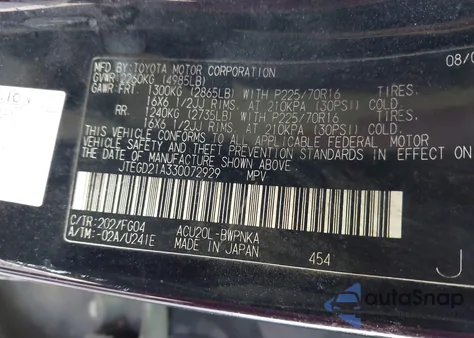 MFD. BY: TOYOTA MOTOR CORPORATION 08/0
GVWR 2260KG (4985LB)
GAWR FRT: 1300KG (2865LB) WITH P225/70R16 TIRES.
16X6 1/2JJ RIMS. AT 210KPA (30PSI) COLD.
RR: 1240KG (2735LB) WITH P225/70R16 TIRES.
16X6 1/2JJ RIMS. AT 210KPA (30PSI) COLD.
THIS VEHICLE CONFORMS TO ALL APPLICABLE FEDERAL MOTOR
VEHICLE SAFETY STANDARDS IN EFFECT ON
THE DATE OF MANUFACTURE SHOWN ABOVE.
JTEGD21A330072929 MPV
C/TR: 202/FG04 ACU20L-BWPNKA
A/TM: -02A/U241E MADE IN JAPAN 454 J
autoSnap